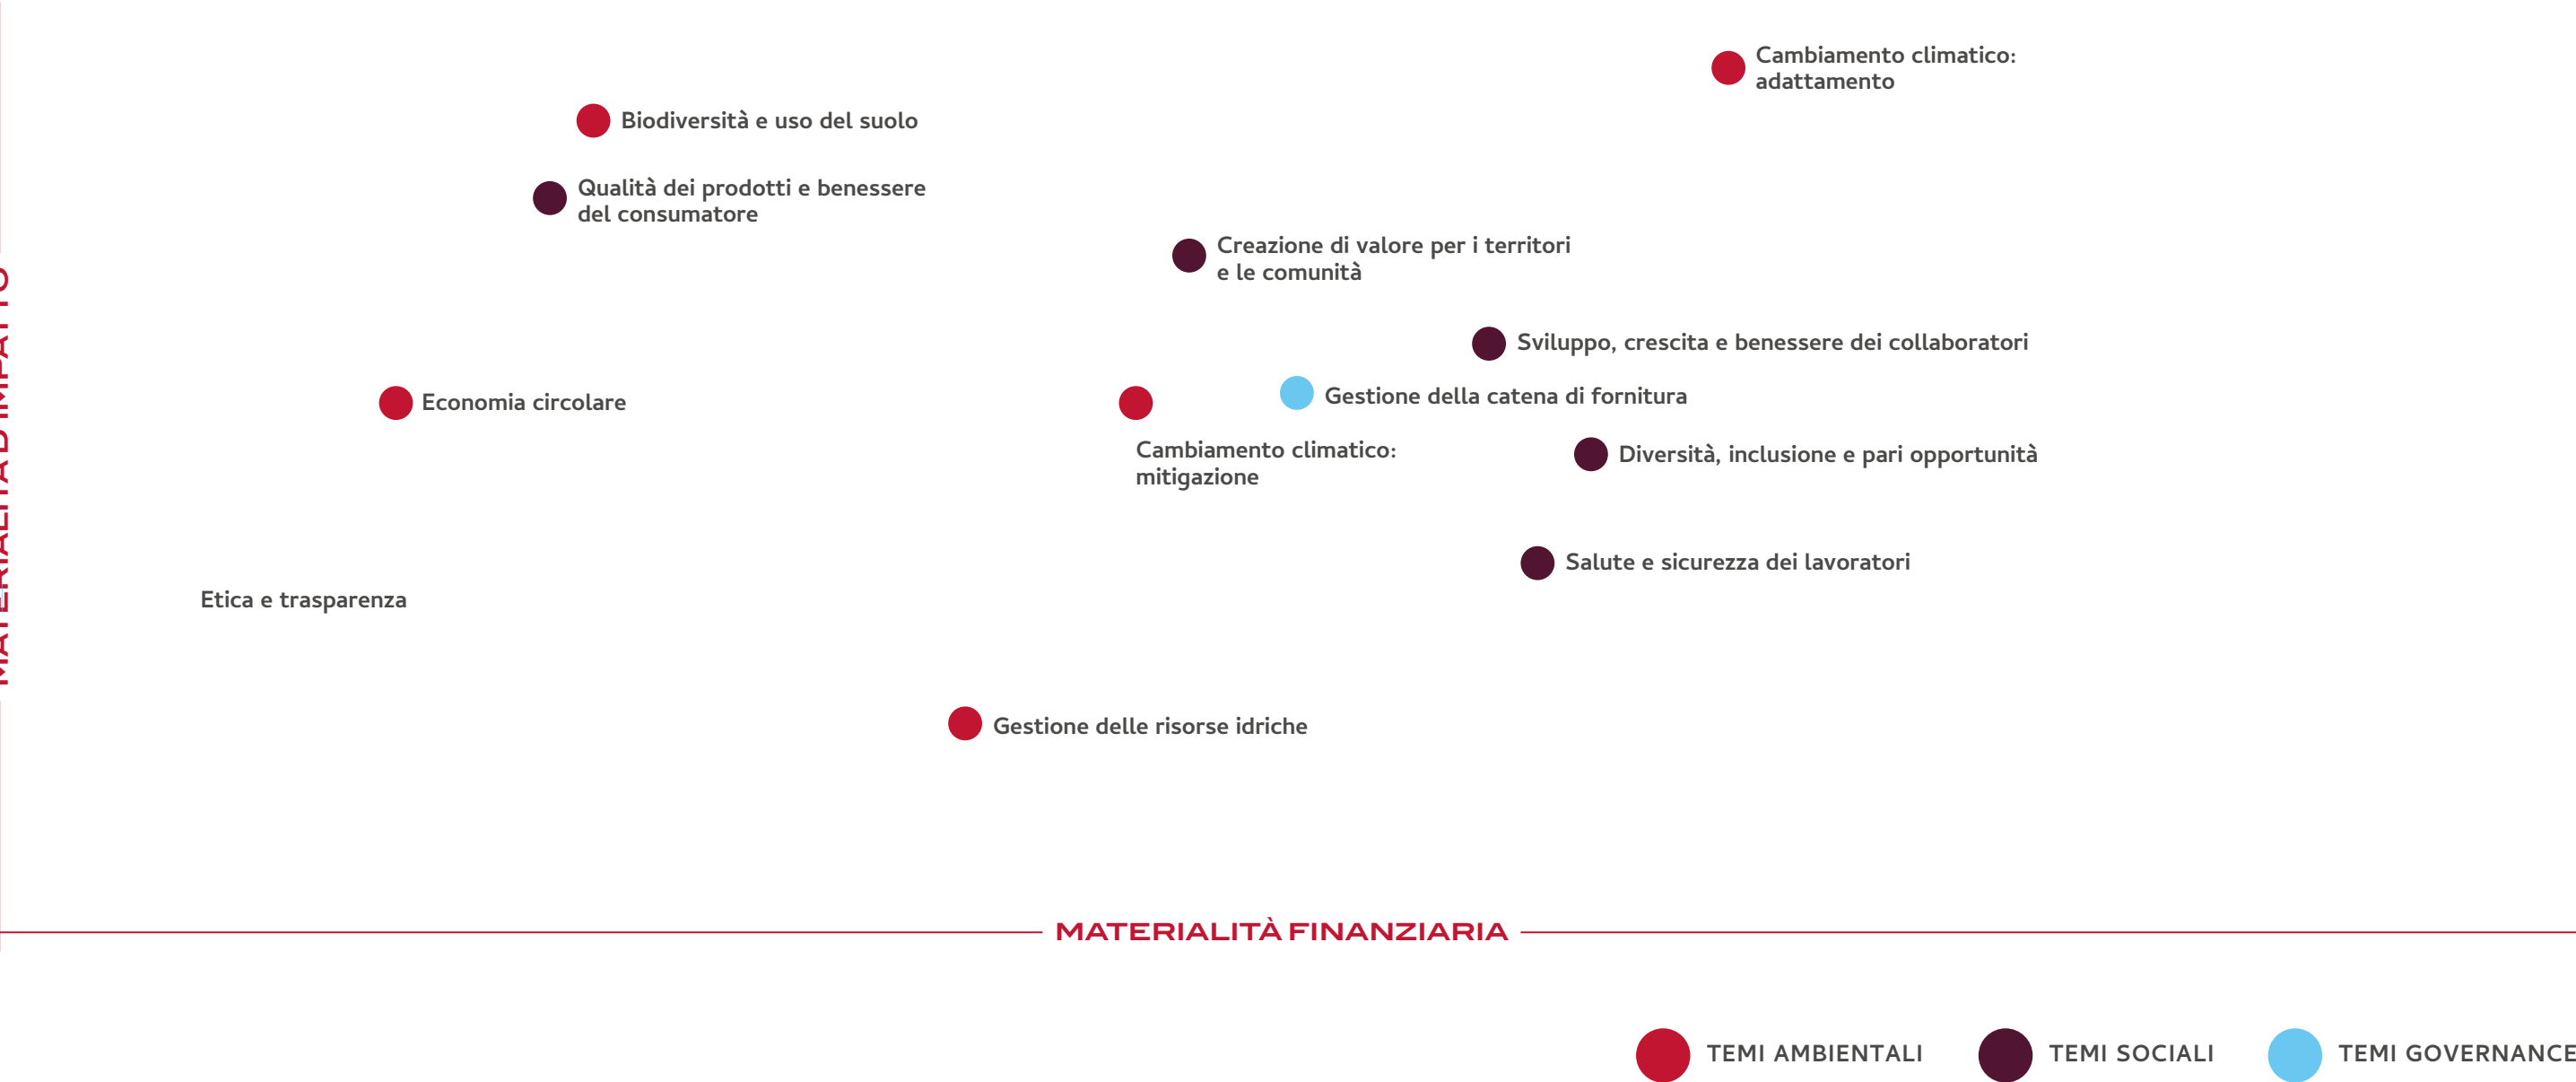 Cambiamento climatico:
adattamento
Biodiversità e uso del suolo
Qualità dei prodotti e benessere
del consumatore
Creazione di valore per i territori
e le comunità
Sviluppo, crescita e benessere dei collaboratori
Gestione della catena di fornitura
Economia circolare
Cambiamento climatico:
mitigazione
Diversità, inclusione e pari opportunità
Salute e sicurezza dei lavoratori
Etica e trasparenza
Gestione delle risorse idriche
MATERIALITÀ D'IMPATTO
MATERIALITÀ FINANZIARIA
TEMI AMBIENTALI
TEMI SOCIALI
TEMI GOVERNANCE